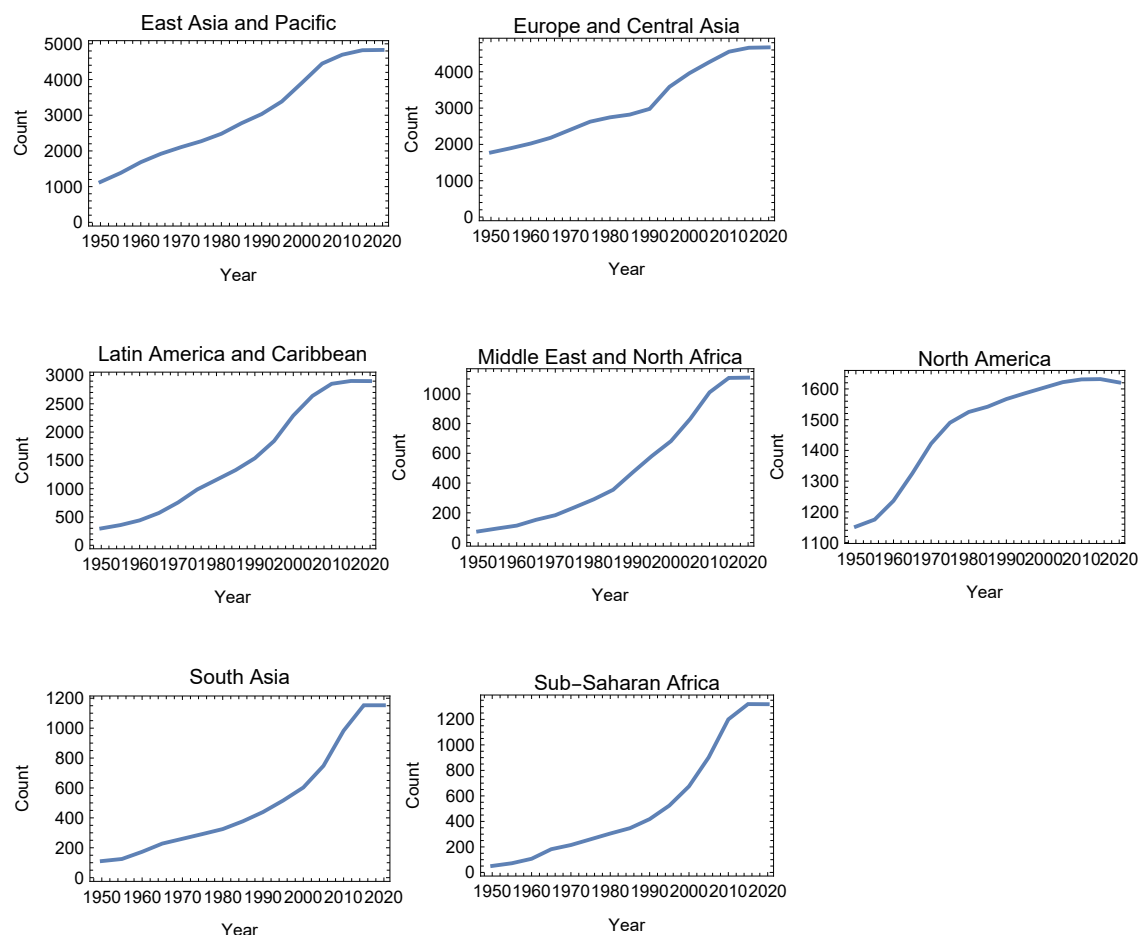 East Asia and Pacific
5000
4000
3000
2000
1000
0
Count
1950 1960 1970 1980 1990 2000 2010 2020
Year
Europe and Central Asia
4000
3000
2000
1000
0
Count
1950 1960 1970 1980 1990 2000 2010 2020
Year
Latin America and Caribbean
3000
2500
2000
1500
1000
500
0
Count
1950 1960 1970 1980 1990 2000 2010 2020
Year
Middle East and North Africa
1000
800
600
400
200
0
Count
1950 1960 1970 1980 1990 2000 2010 2020
Year
North America
1600
1500
1400
1300
1200
1100
Count
1950 1960 1970 1980 1990 2000 2010 2020
Year
South Asia
1200
1000
800
600
400
200
0
Count
1950 1960 1970 1980 1990 2000 2010 2020
Year
Sub−Saharan Africa
1200
1000
800
600
400
200
0
Count
1950 1960 1970 1980 1990 2000 2010 2020
Year